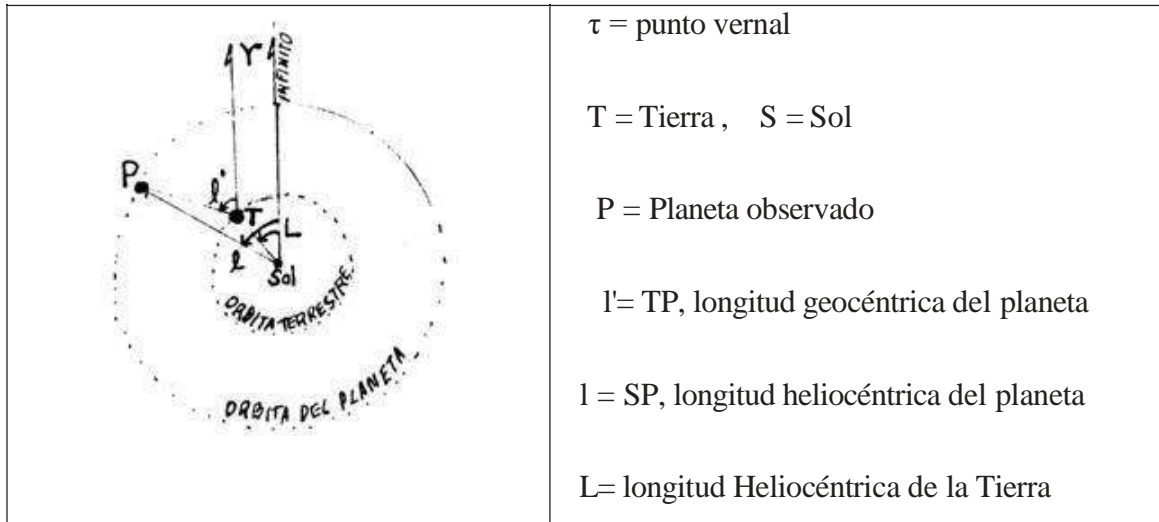 ϒ
INFINITO
P
l'
T
L
l
Sol
ORBITA TERRESTRE
ORBITA DEL PLANETA
τ = punto vernal
T = Tierra , S = Sol
P = Planeta observado
l'= TP, longitud geocéntrica del planeta
l = SP, longitud heliocéntrica del planeta
L= longitud Heliocéntrica de la Tierra